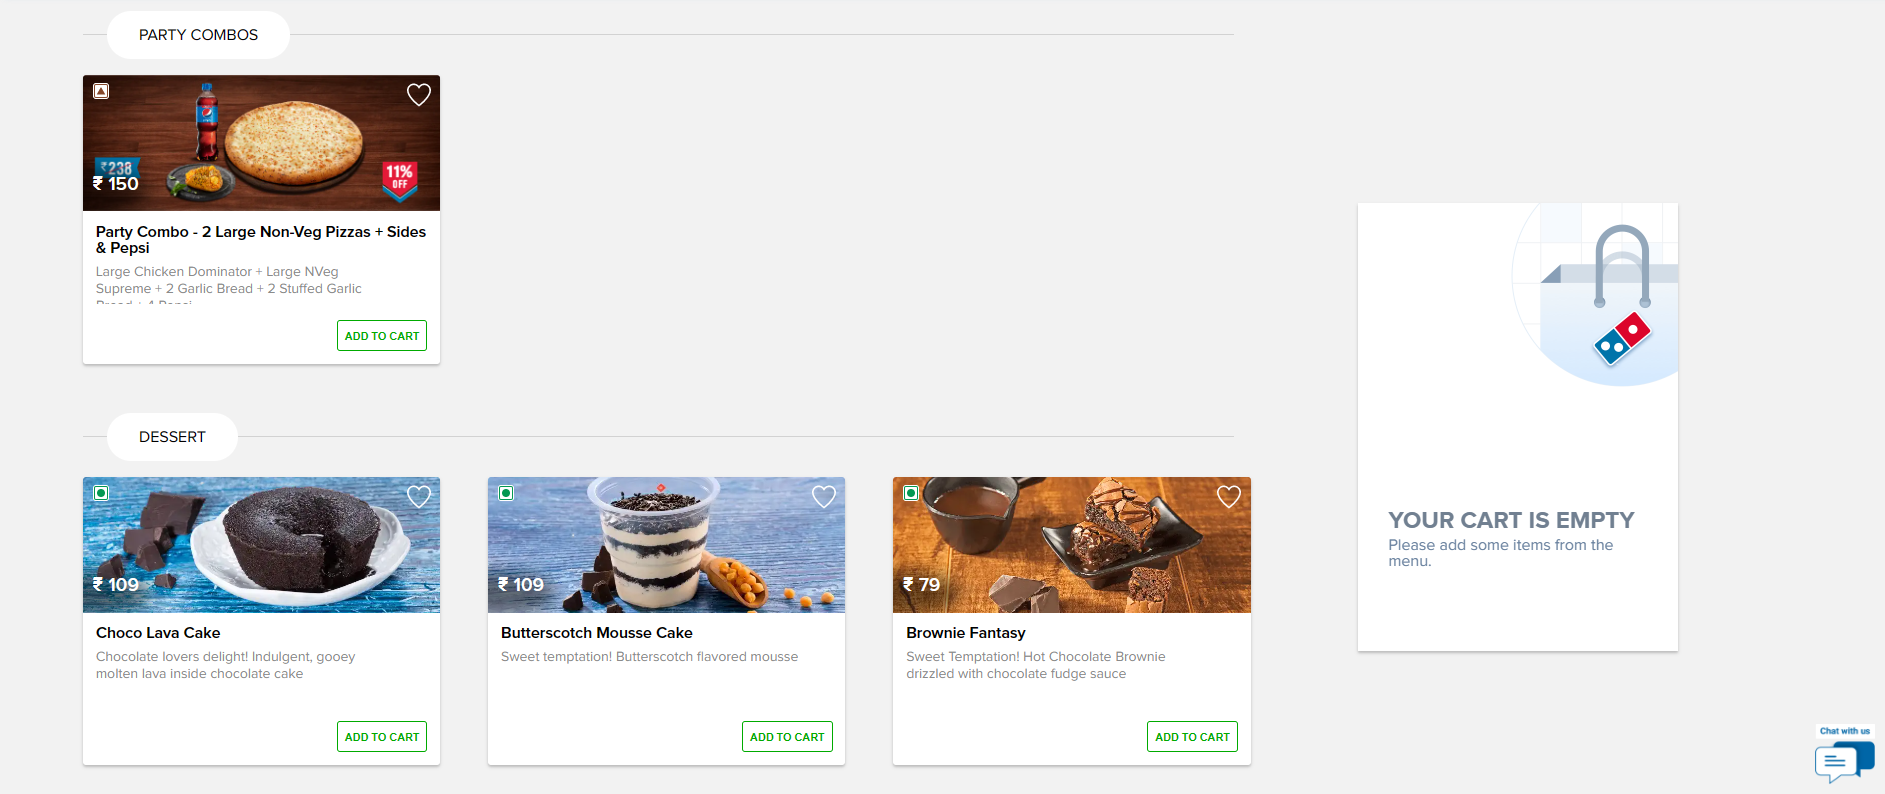 PARTY COMBOS
₹238
₹ 150
11%
OFF
Party Combo - 2 Large Non-Veg Pizzas + Sides
& Pepsi
Large Chicken Dominator + Large NVeg
Supreme + 2 Garlic Bread + 2 Stuffed Garlic
Bread + 4 Pepsi
ADD TO CART
DESSERT
₹ 109
Choco Lava Cake
Chocolate lovers delight! Indulgent, gooey
molten lava inside chocolate cake
ADD TO CART
₹ 109
Butterscotch Mousse Cake
Sweet temptation! Butterscotch flavored mousse
ADD TO CART
₹ 79
Brownie Fantasy
Sweet Temptation! Hot Chocolate Brownie
drizzled with chocolate fudge sauce
ADD TO CART
YOUR CART IS EMPTY
Please add some items from the
menu.
Chat with us